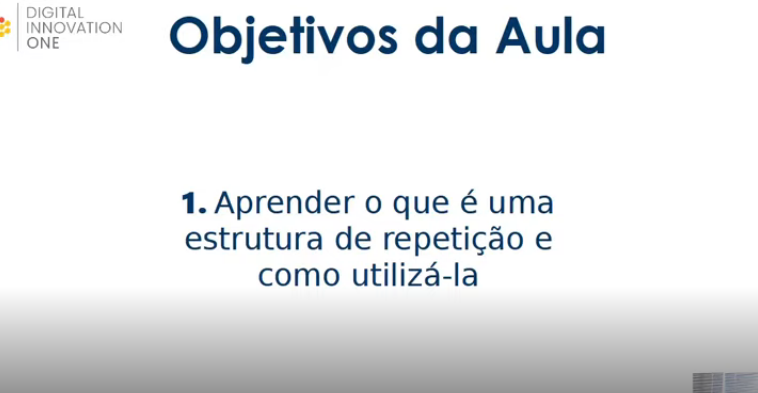 DIGITAL
INNOVATION
ONE
Objetivos da Aula
1. Aprender o que é uma
estrutura de repetição e
como utilizá-la